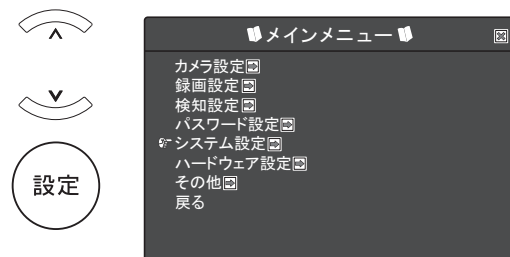 メインメニュー
カメラ設定
録画設定
検知設定
パスワード設定
システム設定
ハードウェア設定
その他
戻る
設定